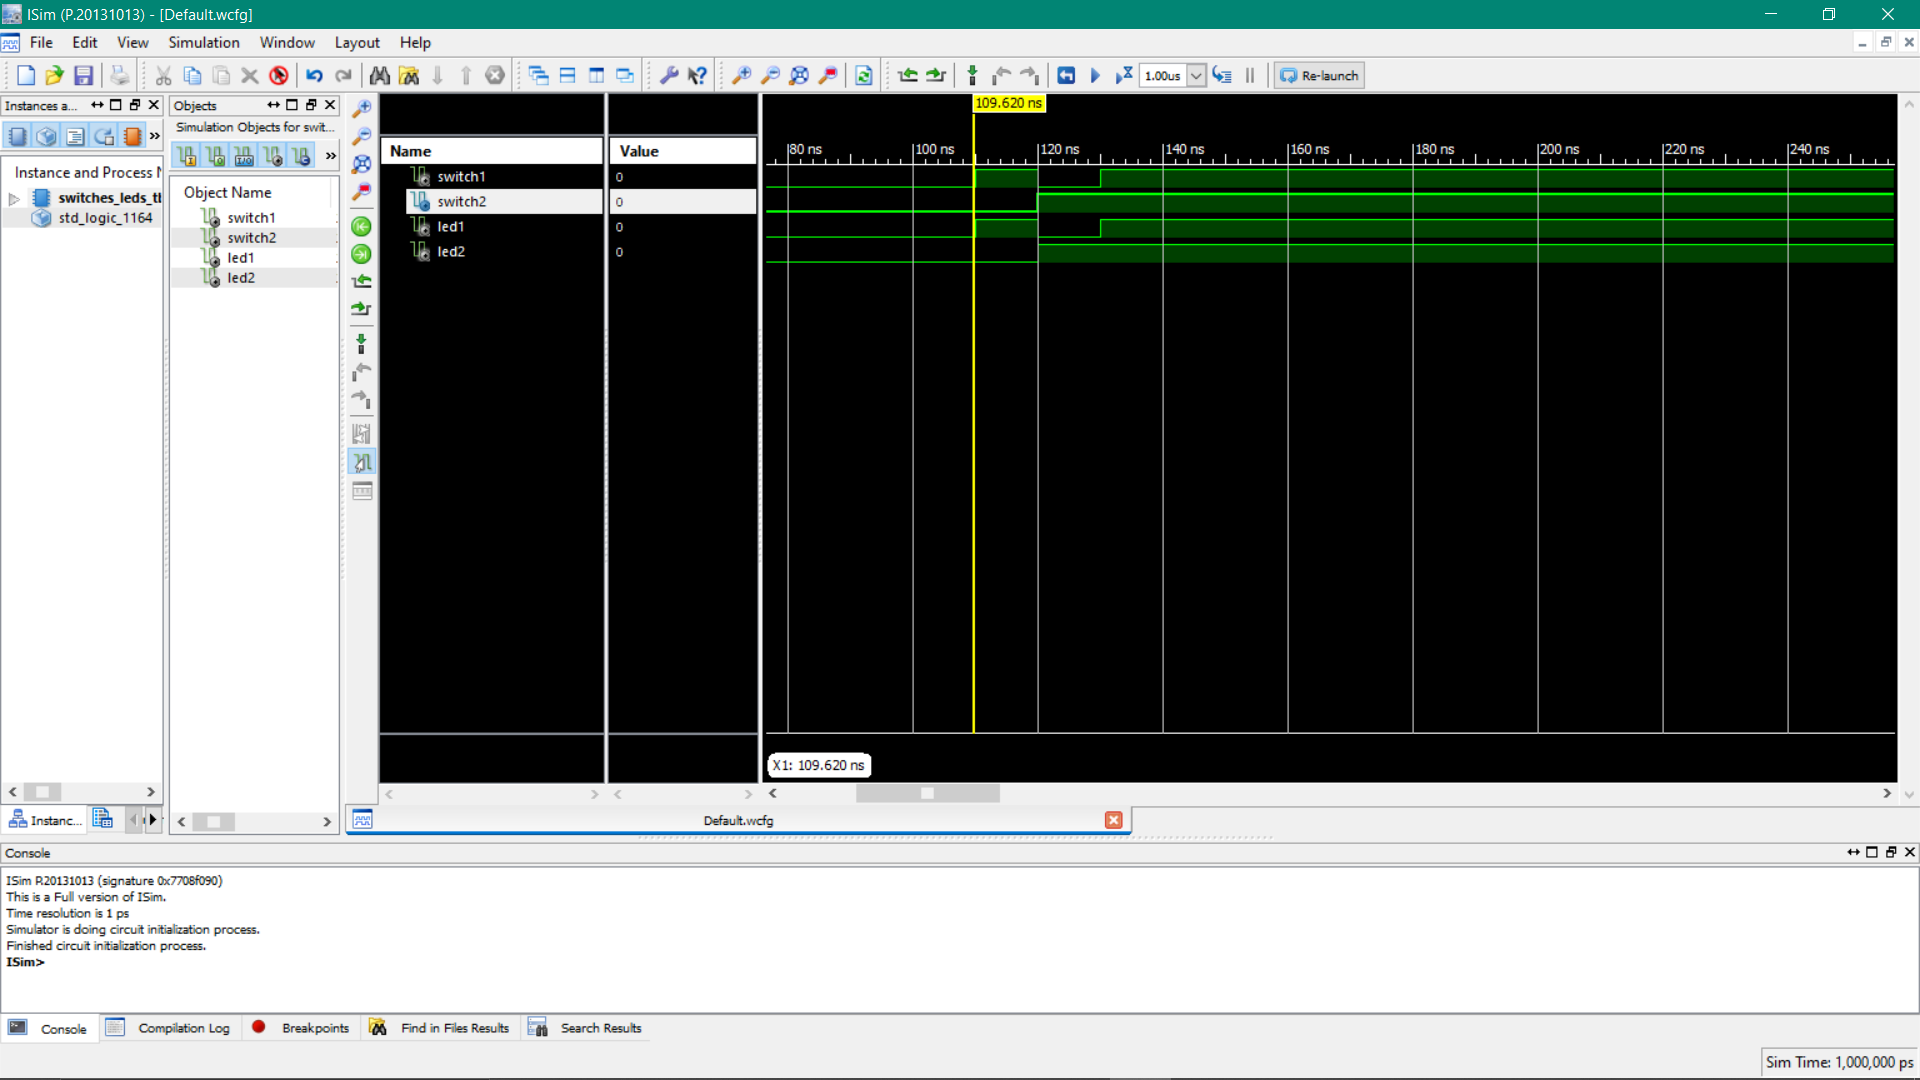 ISim (P.20131013) - [Default.wcfg]
File Edit View Simulation Window Layout Help
1.00us Re-launch
Instances a...
Instance and Process N
switches_leds_tl
std_logic_1164
Instanc...
Objects
Simulation Objects for swit...
Object Name
switch1
switch2
led1
led2
Name Value
switch1 0
switch2 0
led1 0
led2 0
109.620 ns
80 ns 100 ns 120 ns 140 ns 160 ns 180 ns 200 ns 220 ns 240 ns
X1: 109.620 ns
Default.wcfg
Console
ISim P.20131013 (signature 0x7708f090)
This is a Full version of ISim.
Time resolution is 1 ps
Simulator is doing circuit initialization process.
Finished circuit initialization process.
ISim>
Console Compilation Log Breakpoints Find in Files Results Search Results
Sim Time: 1,000,000 ps